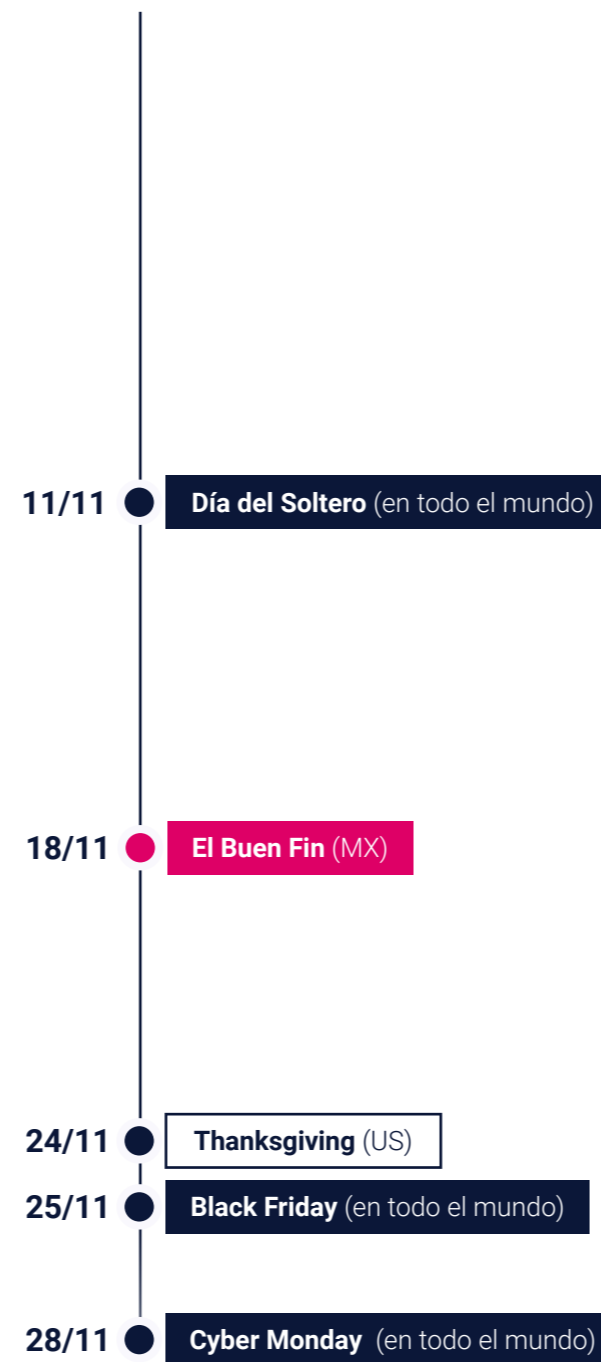 11/11 Día del Soltero (en todo el mundo)
18/11 El Buen Fin (MX)
24/11 Thanksgiving (US)
25/11 Black Friday (en todo el mundo)
28/11 Cyber Monday (en todo el mundo)